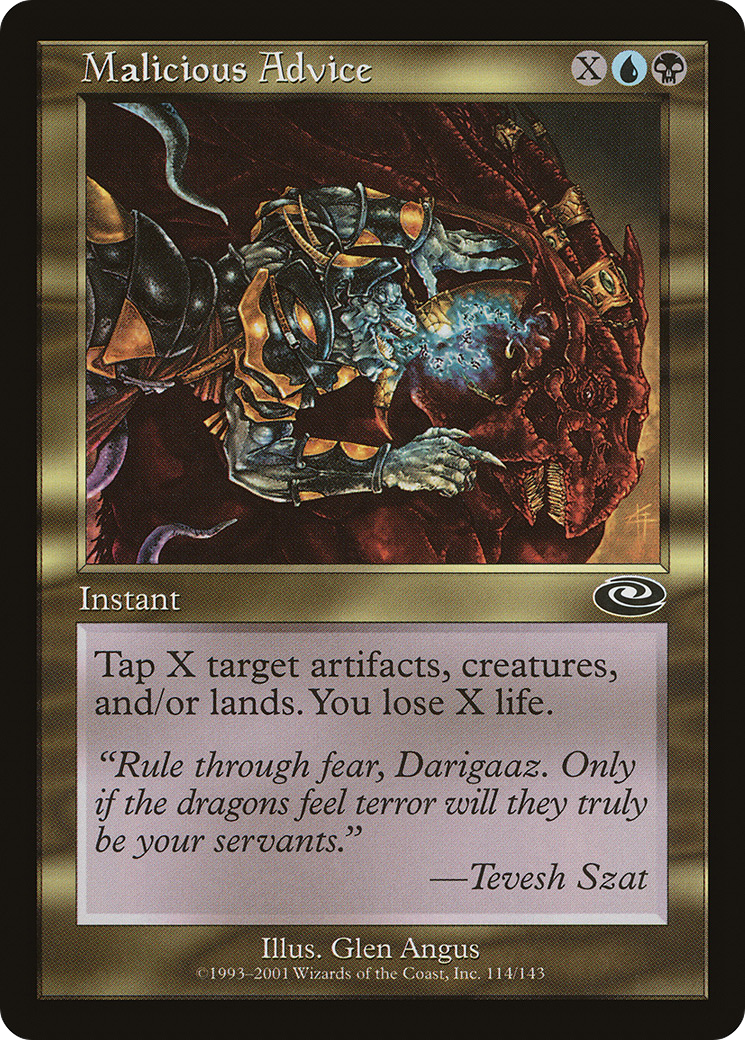 Malicious Advice X
Instant
Tap X target artifacts, creatures,
and/or lands. You lose X life.
“Rule through fear, Darigaaz. Only
if the dragons feel terror will they truly
be your servants.”
—Tevesh Szat
Illus. Glen Angus
©1993–2001 Wizards of the Coast, Inc. 114/143